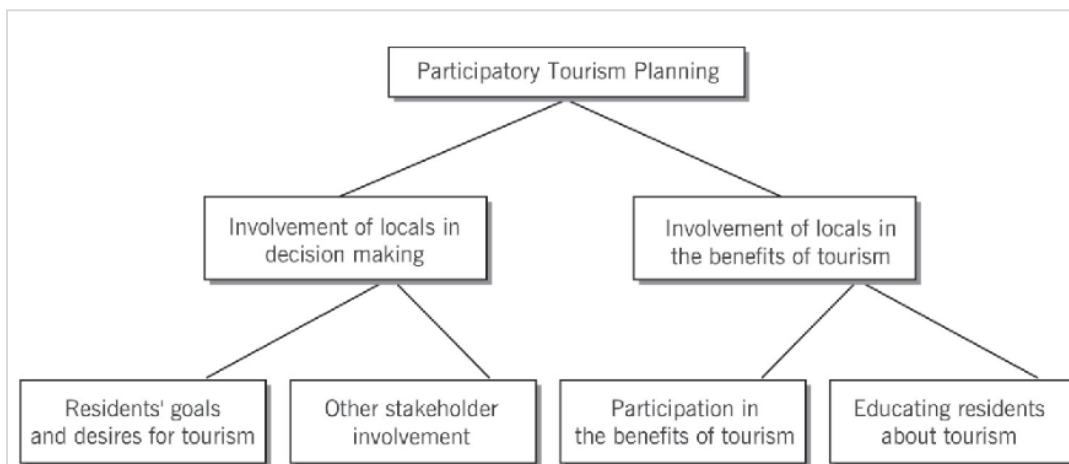 Participatory Tourism Planning
Involvement of locals in
decision making
Involvement of locals in
the benefits of tourism
Residents' goals
and desires for tourism
Other stakeholder
involvement
Participation in
the benefits of tourism
Educating residents
about tourism